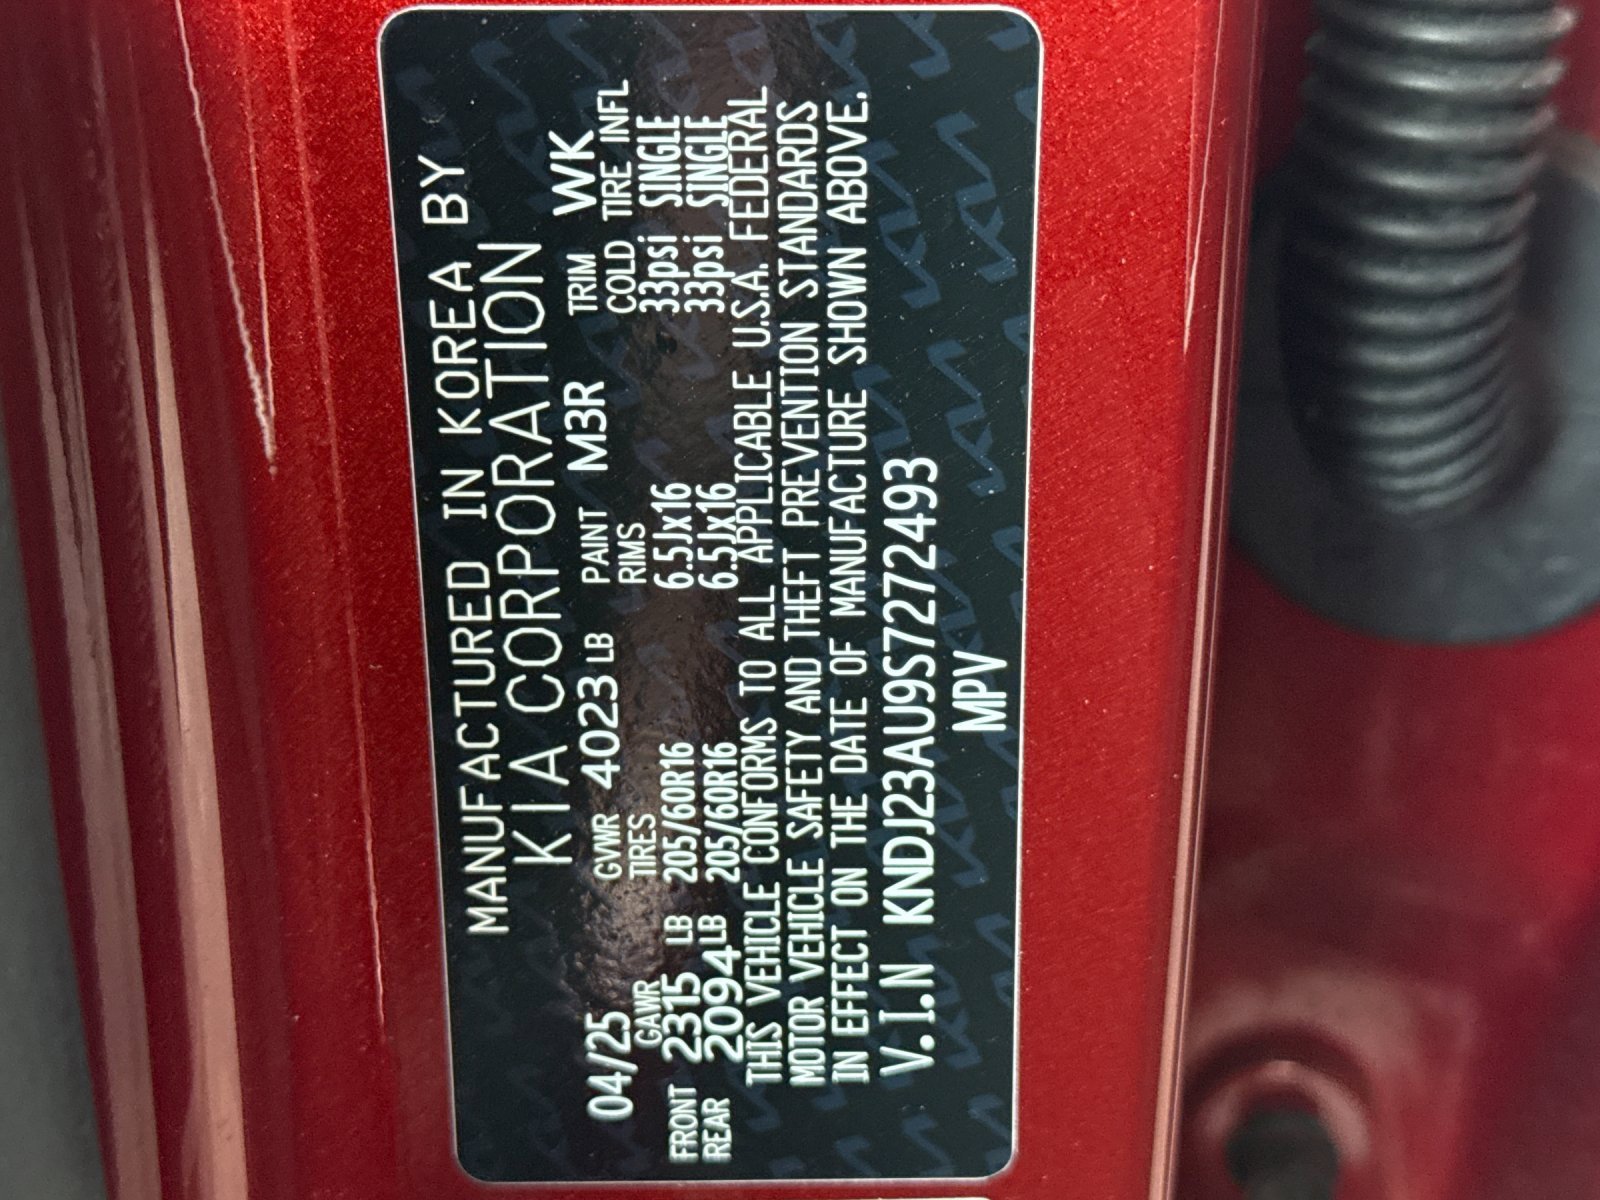 MANUFACTURED IN KOREA BY
KIA CORPORATION
04/25 GVWR 4023 LB PAINT M3R TRIM WK
GAWR TIRES RIMS COLD TIRE INFL
FRONT 2315 LB 205/60R16 6.5Jx16 33psi SINGLE
REAR 2094 LB 205/60R16 6.5Jx16 33psi SINGLE
THIS VEHICLE CONFORMS TO ALL APPLICABLE U.S.A. FEDERAL
MOTOR VEHICLE SAFETY AND THEFT PREVENTION STANDARDS
IN EFFECT ON THE DATE OF MANUFACTURE SHOWN ABOVE.
V.I.N KNDJ23AU9S7272493
MPV